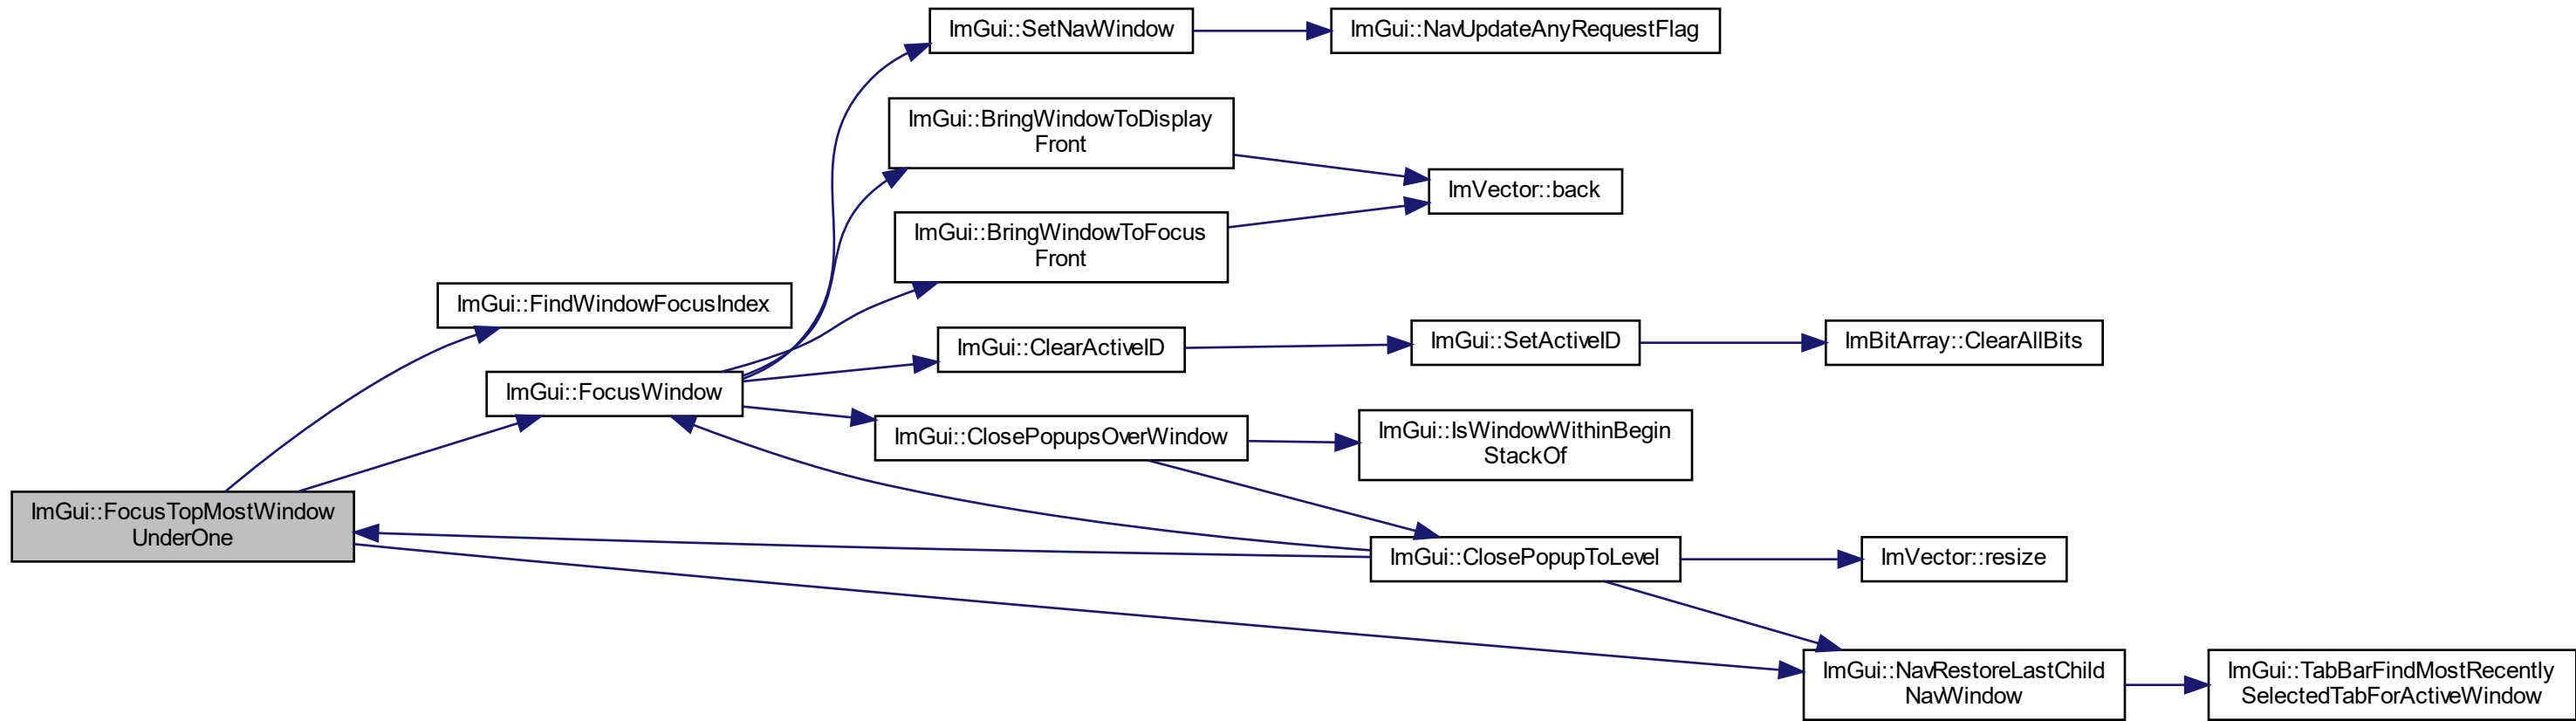 ImGui::SetNavWindow
ImGui::NavUpdateAnyRequestFlag
ImGui::BringWindowToDisplay
Front
ImVector::back
ImGui::BringWindowToFocus
Front
ImGui::FindWindowFocusIndex
ImGui::ClearActiveID
ImGui::SetActiveID
ImBitArray::ClearAllBits
ImGui::FocusWindow
ImGui::ClosePopupsOverWindow
ImGui::IsWindowWithinBegin
StackOf
ImGui::FocusTopMostWindow
UnderOne
ImGui::ClosePopupToLevel
ImVector::resize
ImGui::NavRestoreLastChild
NavWindow
ImGui::TabBarFindMostRecently
SelectedTabForActiveWindow